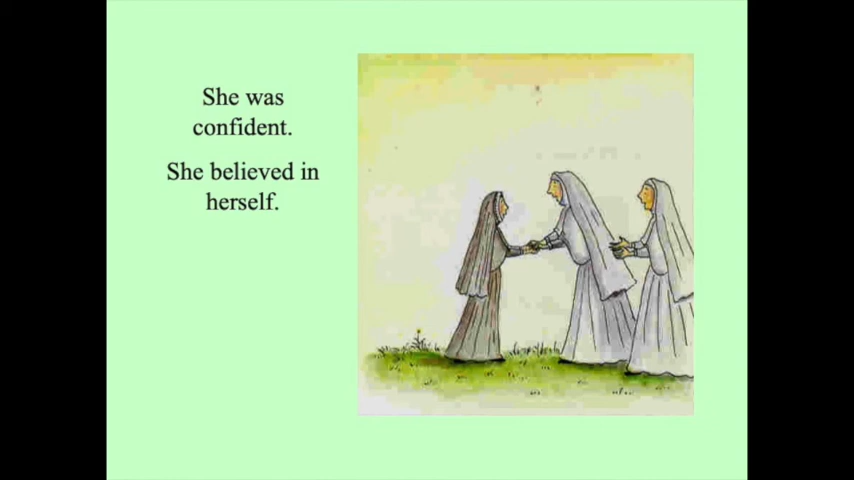 She was
confident.
She believed in
herself.